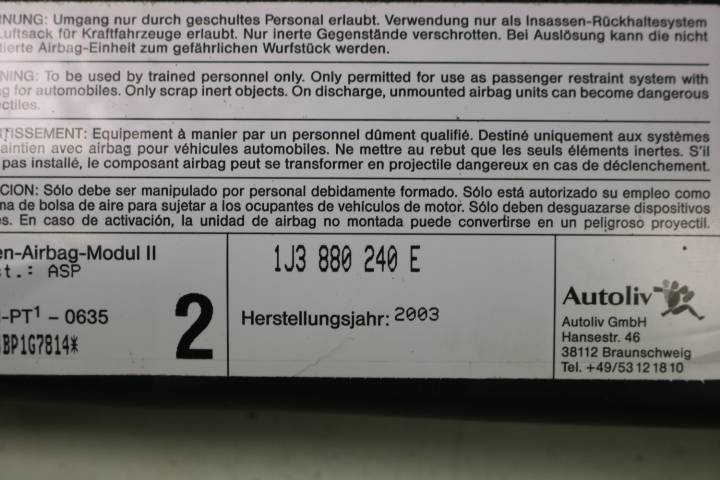 NUNG: Umgang nur durch geschultes Personal erlaubt. Verwendung nur als Insassen-Rückhaltesystem
Luftsack für Kraftfahrzeuge erlaubt. Nur inerte Gegenstände verschrotten. Bei Auslösung kann die nicht
tierte Airbag-Einheit zum gefährlichen Wurfstück werden.
NING: To be used by trained personnel only. Only permitted for use as passenger restraint system with
ag for automobiles. Only scrap inert objects. On discharge, unmounted airbag units can become dangerous
ectiles.
TISSEMENT: Equipement à manier par un personnel dûment qualifié. Destiné uniquement aux systèmes
aintien avec airbag pour véhicules automobiles. Ne mettre au rebut que les seuls éléments inertes. S'il
pas installé, le composant airbag peut se transformer en projectile dangereux en cas de déclenchement.
CION: Sólo debe ser manipulado por personal debidamente formado. Sólo está autorizado su empleo como
na de bolsa de aire para sujetar a los ocupantes de vehículos de motor. Sólo deben desguazarse dispositivos
es. En caso de activación, la unidad de airbag no montada puede convertirse en un peligroso proyectil.
en-Airbag-Modul II
st.: ASP
-PT¹ - 0635
BP1G7814*
2
1J3 880 240 E
Herstellungsjahr: 2003
Autoliv
Autoliv GmbH
Hansestr. 46
38112 Braunschweig
Tel. +49/53 12 18 10